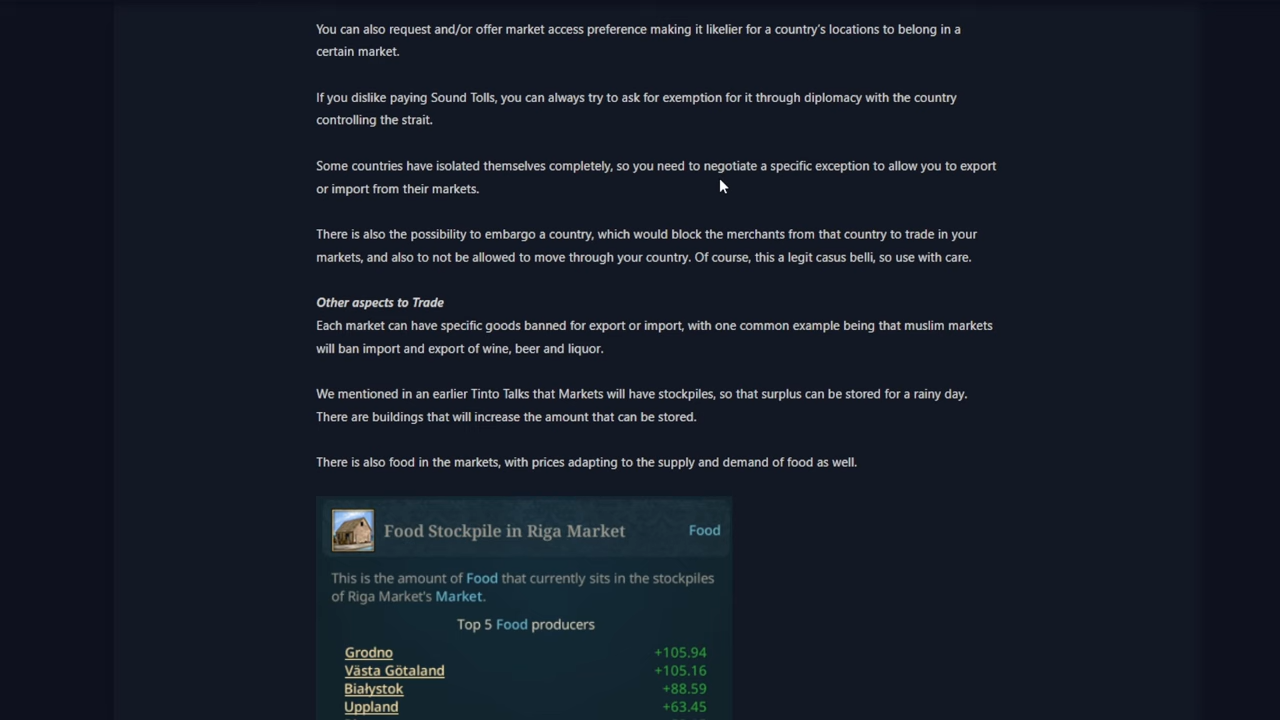 You can also request and/or offer market access preference making it likelier for a country's locations to belong in a
certain market.
If you dislike paying Sound Tolls, you can always try to ask for exemption for it through diplomacy with the country
controlling the strait.
Some countries have isolated themselves completely, so you need to negotiate a specific exception to allow you to export
or import from their markets.
There is also the possibility to embargo a country, which would block the merchants from that country to trade in your
markets, and also to not be allowed to move through your country. Of course, this a legit casus belli, so use with care.
Other aspects to Trade
Each market can have specific goods banned for export or import, with one common example being that muslim markets
will ban import and export of wine, beer and liquor.
We mentioned in an earlier Tinto Talks that Markets will have stockpiles, so that surplus can be stored for a rainy day.
There are buildings that will increase the amount that can be stored.
There is also food in the markets, with prices adapting to the supply and demand of food as well.
Food Stockpile in Riga Market Food
This is the amount of Food that currently sits in the stockpiles
of Riga Market's Market.
Top 5 Food producers
Grodno +105.94
Västa Götaland +105.16
Białystok +88.59
Uppland +63.45